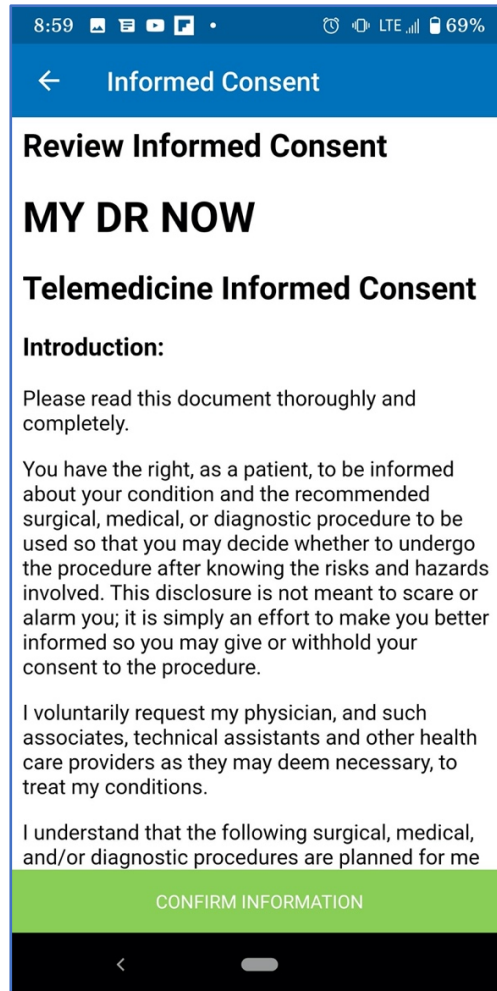 8:59 LTE 69%
Informed Consent
Review Informed Consent
MY DR NOW
Telemedicine Informed Consent
Introduction:
Please read this document thoroughly and
completely.
You have the right, as a patient, to be informed
about your condition and the recommended
surgical, medical, or diagnostic procedure to be
used so that you may decide whether to undergo
the procedure after knowing the risks and hazards
involved. This disclosure is not meant to scare or
alarm you; it is simply an effort to make you better
informed so you may give or withhold your
consent to the procedure.
I voluntarily request my physician, and such
associates, technical assistants and other health
care providers as they may deem necessary, to
treat my conditions.
I understand that the following surgical, medical,
and/or diagnostic procedures are planned for me
CONFIRM INFORMATION